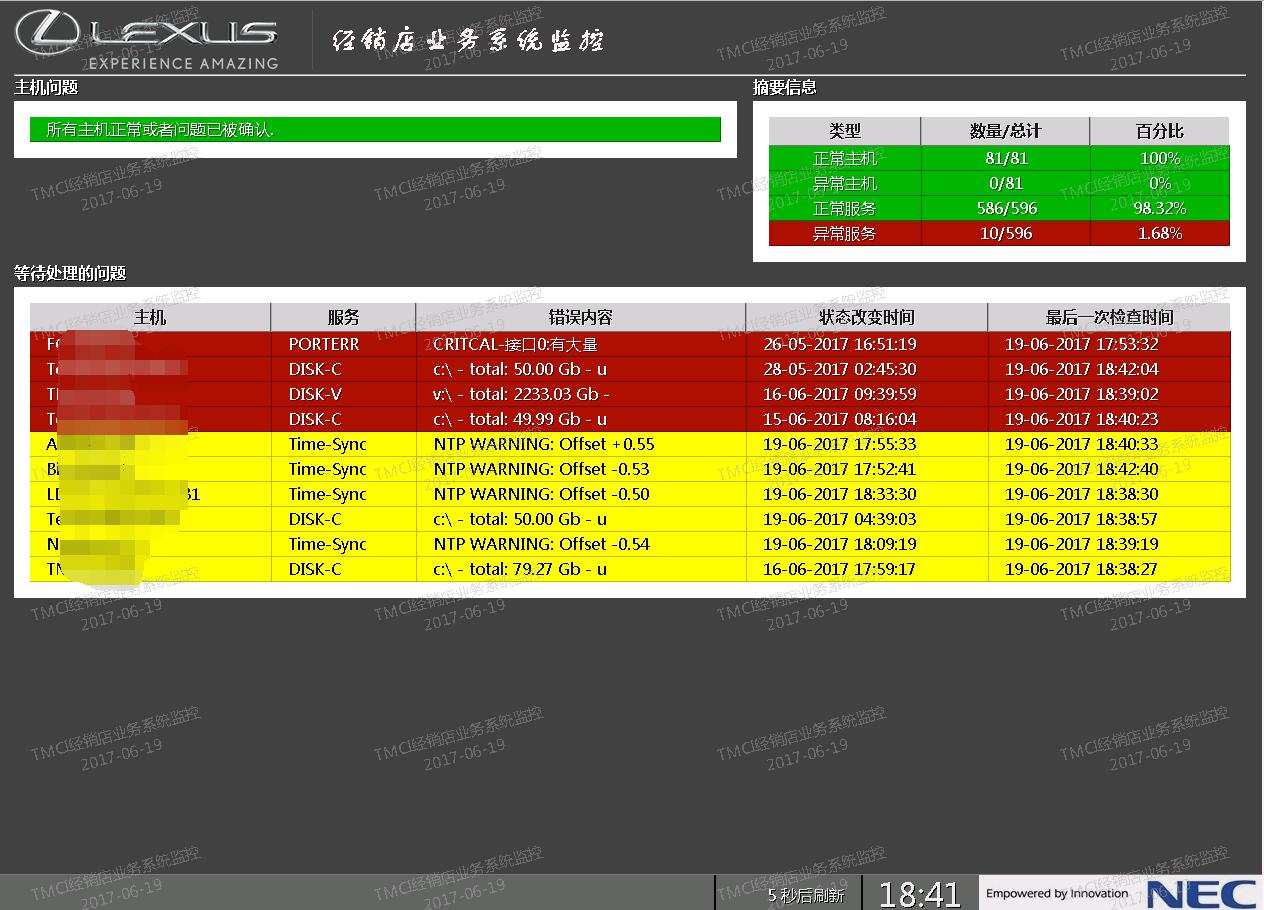 LEXUS
EXPERIENCE AMAZING
经销店业务系统监控
主机问题
所有主机正常或者问题已被确认.
摘要信息
类型 数量/总计 百分比
正常主机 81/81 100%
异常主机 0/81 0%
正常服务 586/596 98.32%
异常服务 10/596 1.68%
等待处理的问题
主机 服务 错误内容 状态改变时间 最后一次检查时间
PORTERR CRITCAL-接口0:有大量 26-05-2017 16:51:19 19-06-2017 17:53:32
DISK-C c:\ - total: 50.00 Gb - u 28-05-2017 02:45:30 19-06-2017 18:42:04
DISK-V v:\ - total: 2233.03 Gb - 16-06-2017 09:39:59 19-06-2017 18:39:02
DISK-C c:\ - total: 49.99 Gb - u 15-06-2017 08:16:04 19-06-2017 18:40:23
Time-Sync NTP WARNING: Offset +0.55 19-06-2017 17:55:33 19-06-2017 18:40:33
Time-Sync NTP WARNING: Offset -0.53 19-06-2017 17:52:41 19-06-2017 18:42:40
Time-Sync NTP WARNING: Offset -0.50 19-06-2017 18:33:30 19-06-2017 18:38:30
DISK-C c:\ - total: 50.00 Gb - u 19-06-2017 04:39:03 19-06-2017 18:38:57
Time-Sync NTP WARNING: Offset -0.54 19-06-2017 18:09:19 19-06-2017 18:39:19
DISK-C c:\ - total: 79.27 Gb - u 16-06-2017 17:59:17 19-06-2017 18:38:27
TMCI经销店业务系统监控
2017-06-19
5 秒后刷新 18:41 Empowered by Innovation NEC